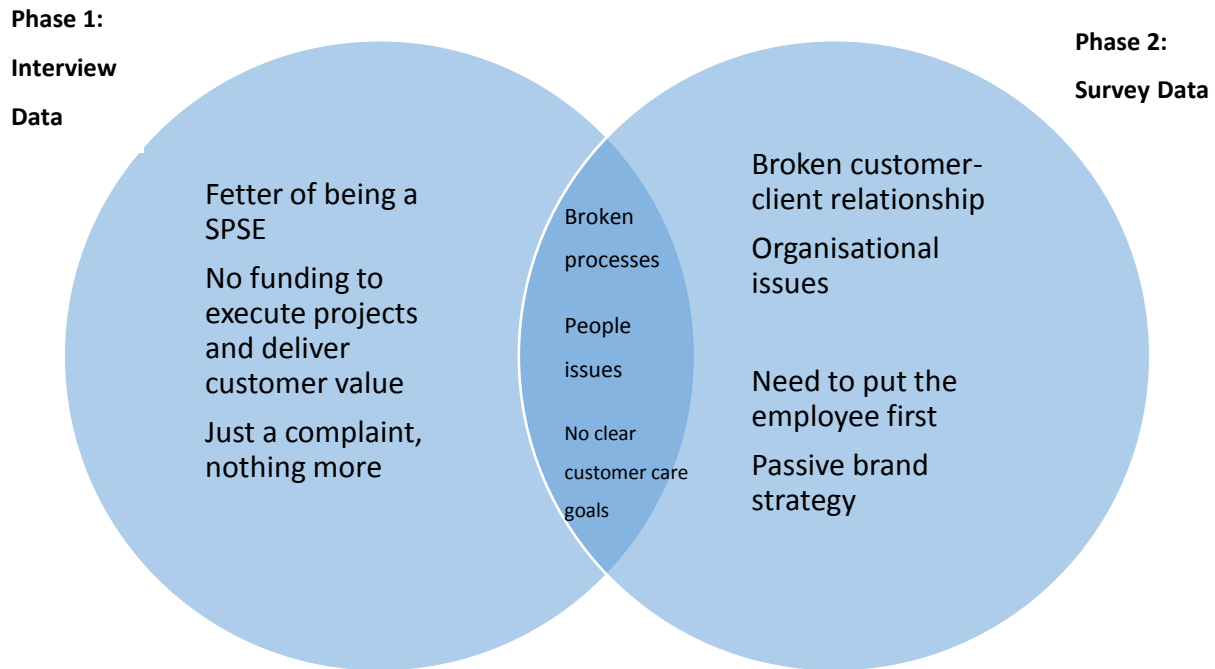 Phase 1:
Interview
Data
Phase 2:
Survey Data
Fetter of being a
SPSE
No funding to
execute projects
and deliver
customer value
Just a complaint,
nothing more
Broken
processes
People
issues
No clear
customer care
goals
Broken customer-
client relationship
Organisational
issues
Need to put the
employee first
Passive brand
strategy